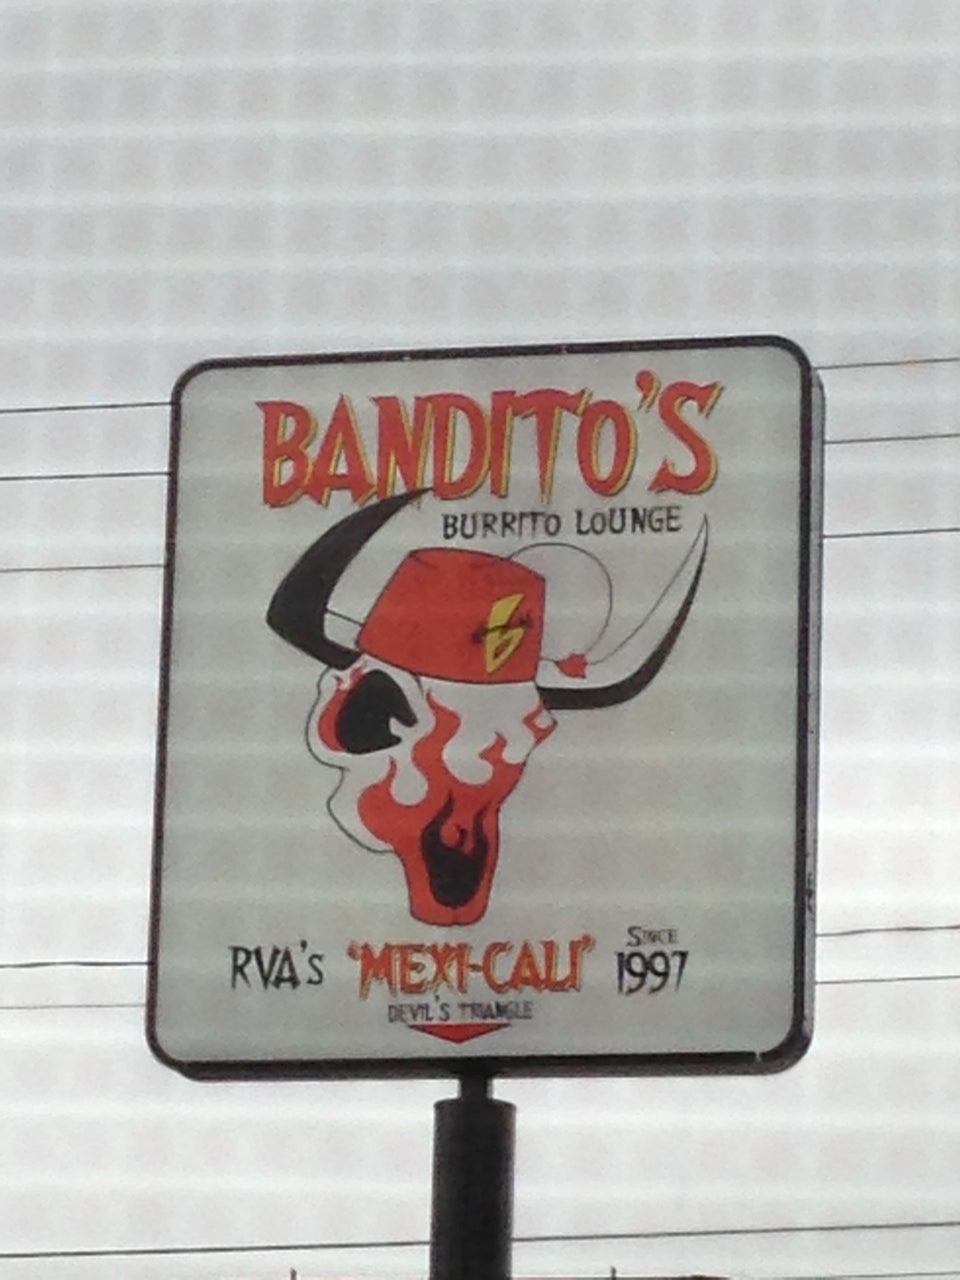 BANDITO'S
BURRITO LOUNGE
B
RVA'S "MEXI-CALI" SINCE 1997
DEVIL'S TRIANGLE